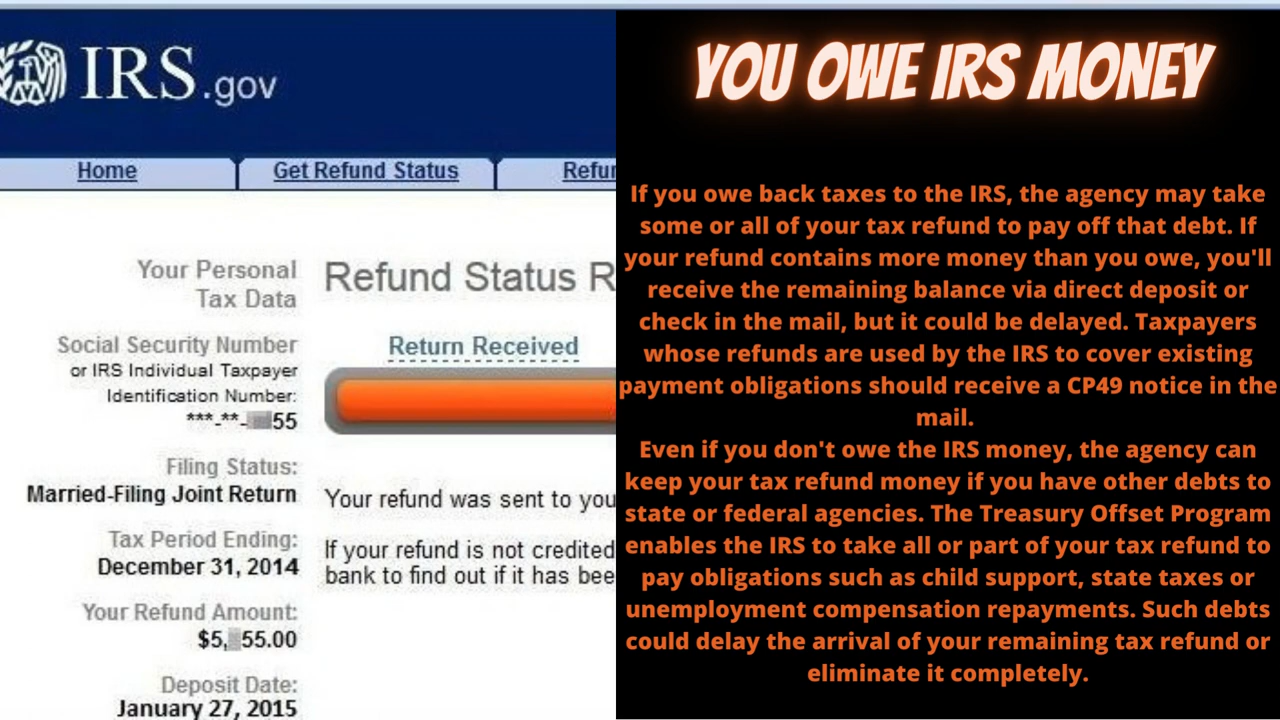 IRS.gov
Home
Get Refund Status
Your Personal
Tax Data
Refund Status
Social Security Number
or IRS Individual Taxpayer
Identification Number:
***-**-55
Filing Status:
Married-Filing Joint Return
Tax Period Ending:
December 31, 2014
Your Refund Amount:
$5, 55.00
Deposit Date:
January 27, 2015
Return Received
Your refund was sent to you
If your refund is not credited
bank to find out if it has
YOU OWE IRS MONEY
If you owe back taxes to the IRS, the agency may take
some or all of your tax refund to pay off that debt. If
your refund contains more money than you owe, you'll
receive the remaining balance via direct deposit or
check in the mail, but it could be delayed. Taxpayers
whose refunds are used by the IRS to cover existing
payment obligations should receive a CP49 notice in the
mail.
Even if you don't owe the IRS money, the agency can
keep your tax refund money if you have other debts to
state or federal agencies. The Treasury Offset Program
enables the IRS to take all or part of your tax refund to
pay obligations such as child support, state taxes or
unemployment compensation repayments. Such debts
could delay the arrival of your remaining tax refund or
eliminate it completely.